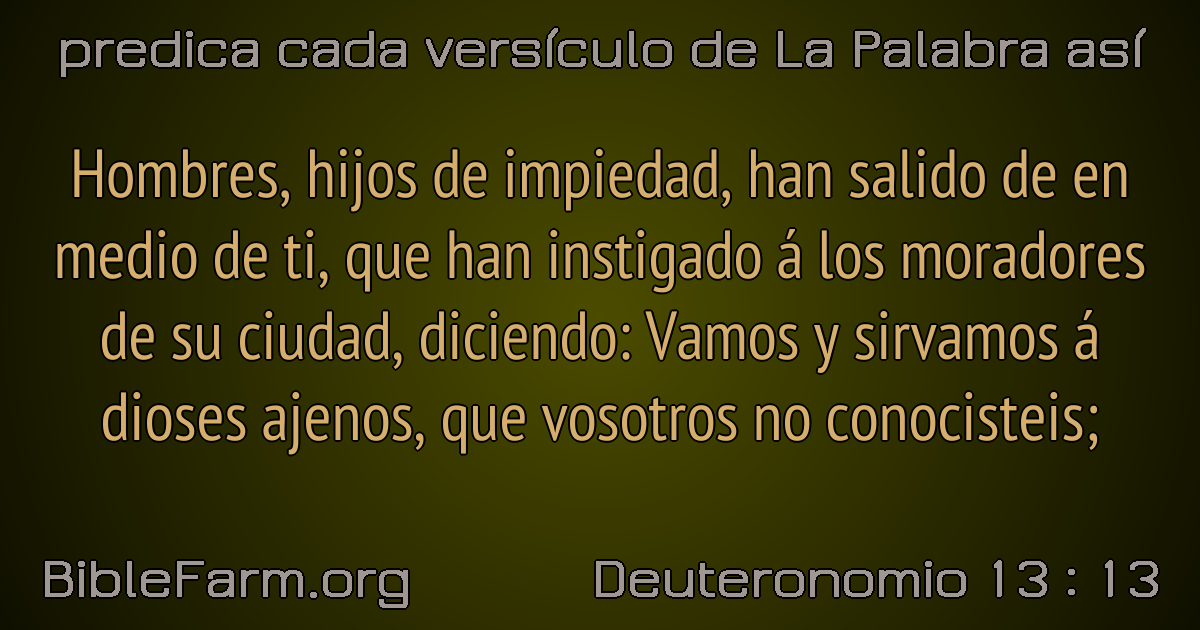 predica cada versículo de La Palabra así
Hombres, hijos de impiedad, han salido de en
medio de ti, que han instigado á los moradores
de su ciudad, diciendo: Vamos y sirvamos á
dioses ajenos, que vosotros no conocisteis;
BibleFarm.org
Deuteronomio 13 : 13